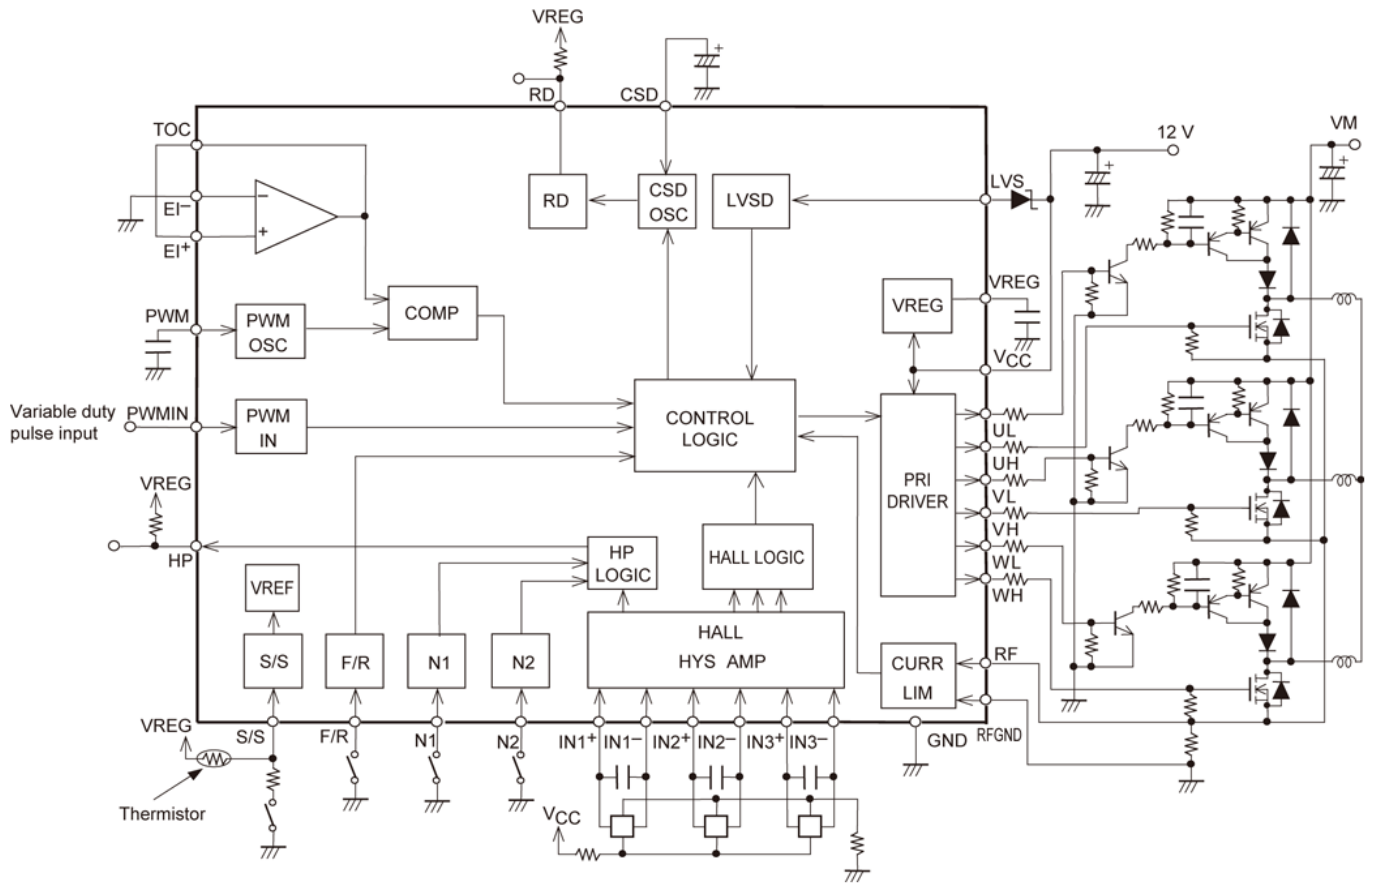 VREG
RD
CSD
TOC
12 V
VM
LVS
RD
CSD
OSC
LVSD
EI−
−
+
EI+
VREG
VREG
COMP
PWM
PWM
OSC
VCC
CONTROL
LOGIC
Variable duty
pulse input
PWMIN
PWM
IN
UL
UH
PRI
DRIVER
VREG
VL
VH
HP
HP
LOGIC
HALL LOGIC
WL
WH
VREF
HALL
HYS AMP
S/S
F/R
N1
N2
CURR
LIM
RF
VREG
S/S
F/R
N1
N2
IN1+
IN1−
IN2+
IN2−
IN3+
IN3−
GND
RFGND
Thermistor
VCC
+
+
+